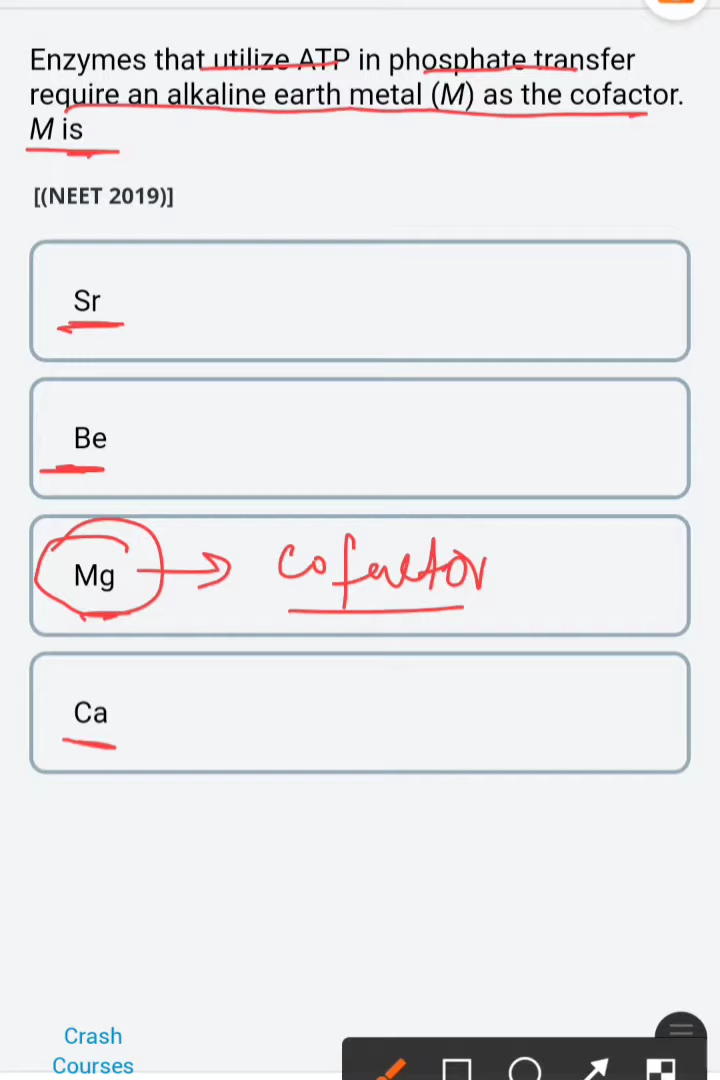 Enzymes that utilize ATP in phosphate transfer
require an alkaline earth metal (M) as the cofactor.
M is
[(NEET 2019)]
Sr
Be
Mg → cofactor
Ca
Crash
Courses